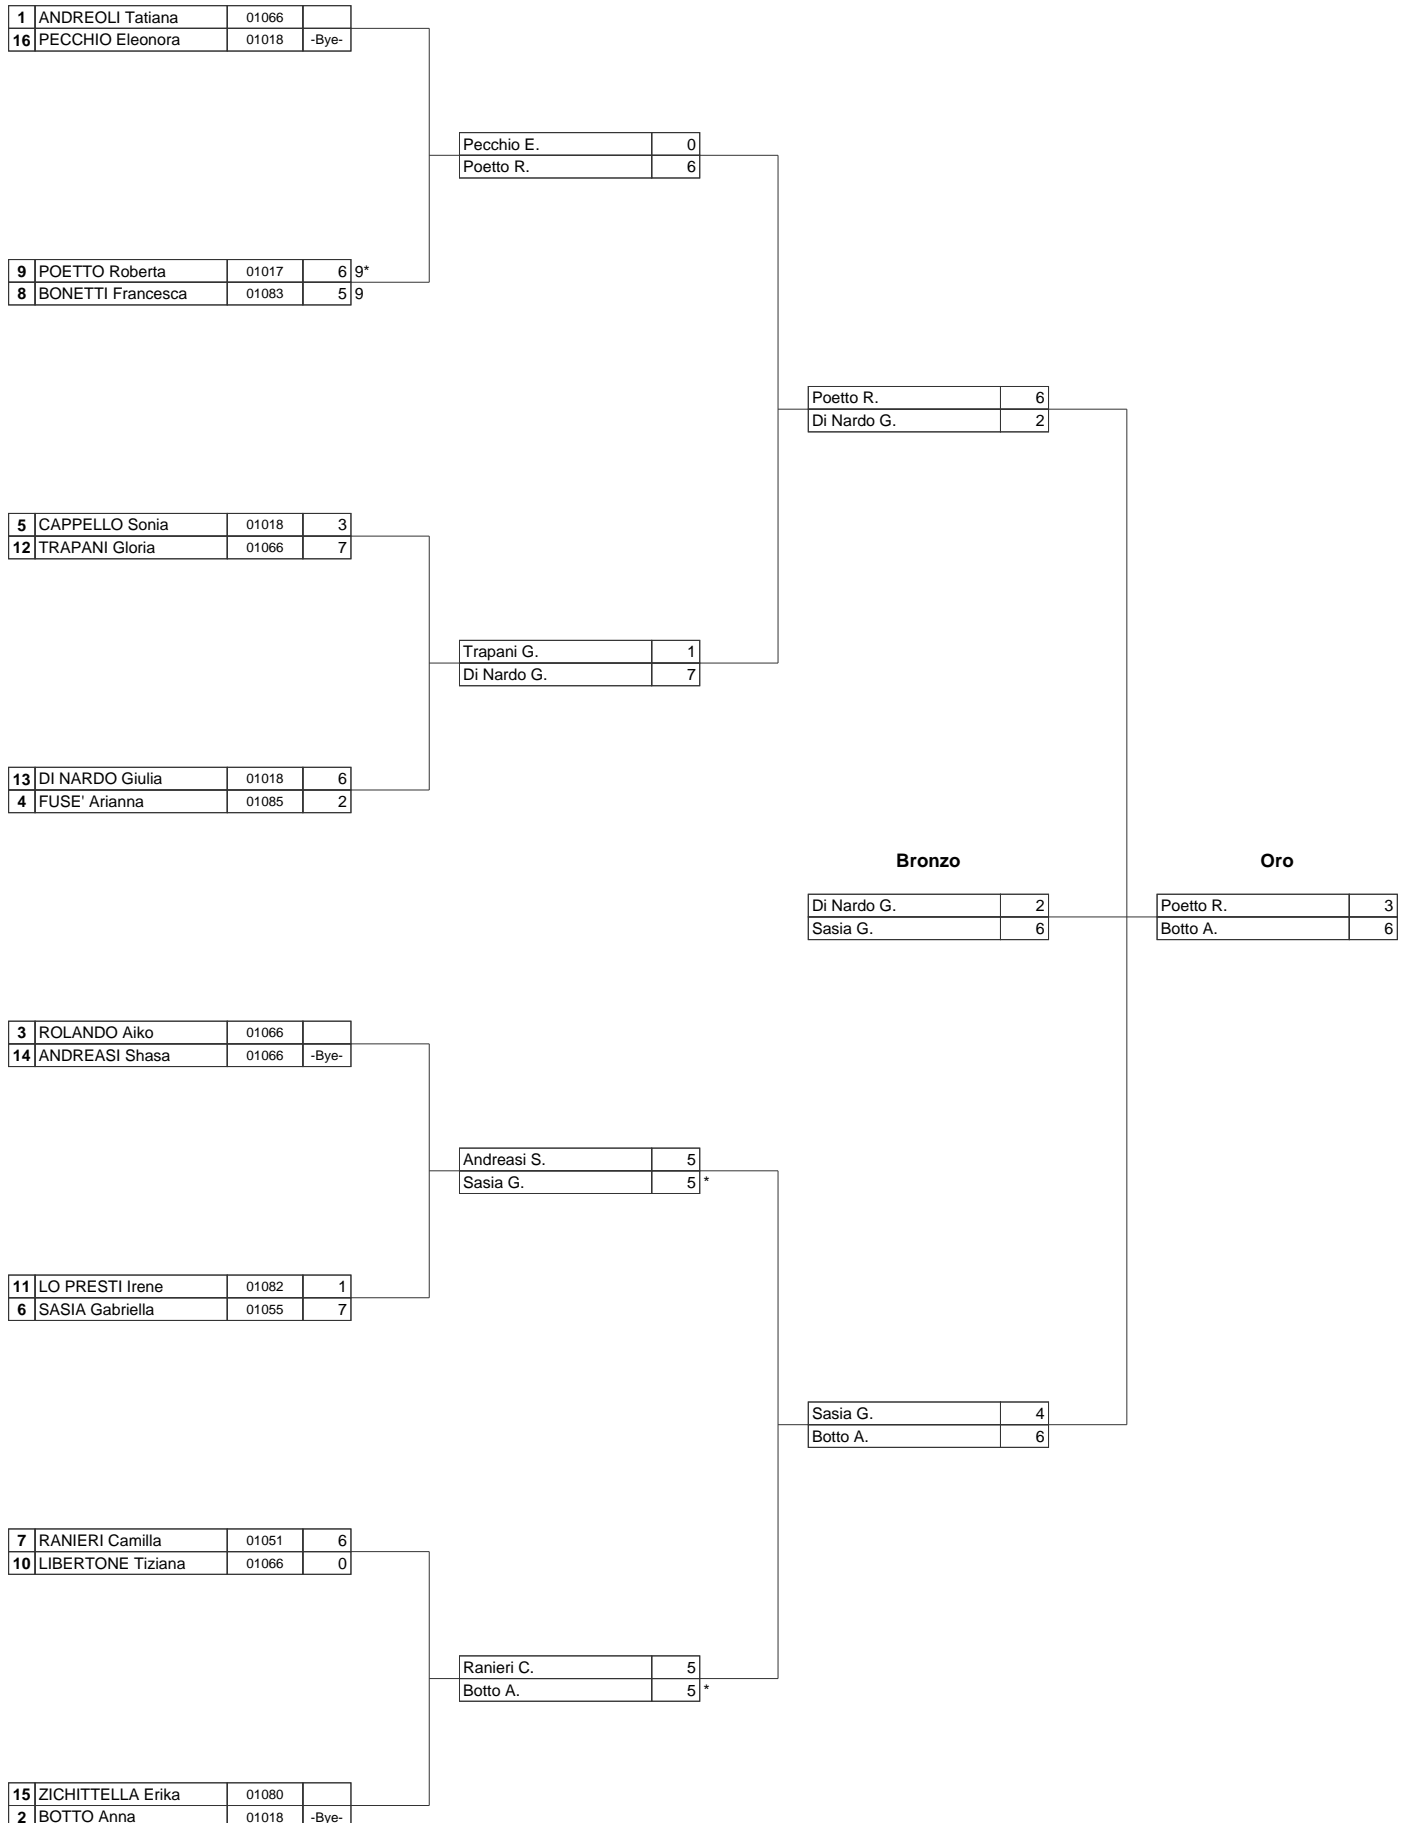 1 ANDREOLI Tatiana 01066
16 PECCHIO Eleonora 01018 -Bye-
Pecchio E. 0
Poetto R. 6
9 POETTO Roberta 01017 6 9*
8 BONETTI Francesca 01083 5 9
Poetto R. 6
Di Nardo G. 2
5 CAPPELLO Sonia 01018 3
12 TRAPANI Gloria 01066 7
Trapani G. 1
Di Nardo G. 7
13 DI NARDO Giulia 01018 6
4 FUSE' Arianna 01085 2
Bronzo Oro
Di Nardo G. 2 Poetto R. 3
Sasia G. 6 Botto A. 6
3 ROLANDO Aiko 01066
14 ANDREASI Shasa 01066 -Bye-
Andreasi S. 5
Sasia G. 5 *
11 LO PRESTI Irene 01082 1
6 SASIA Gabriella 01055 7
Sasia G. 4
Botto A. 6
7 RANIERI Camilla 01051 6
10 LIBERTONE Tiziana 01066 0
Ranieri C. 5
Botto A. 5 *
15 ZICHITTELLA Erika 01080
2 BOTTO Anna 01018 -Bye-